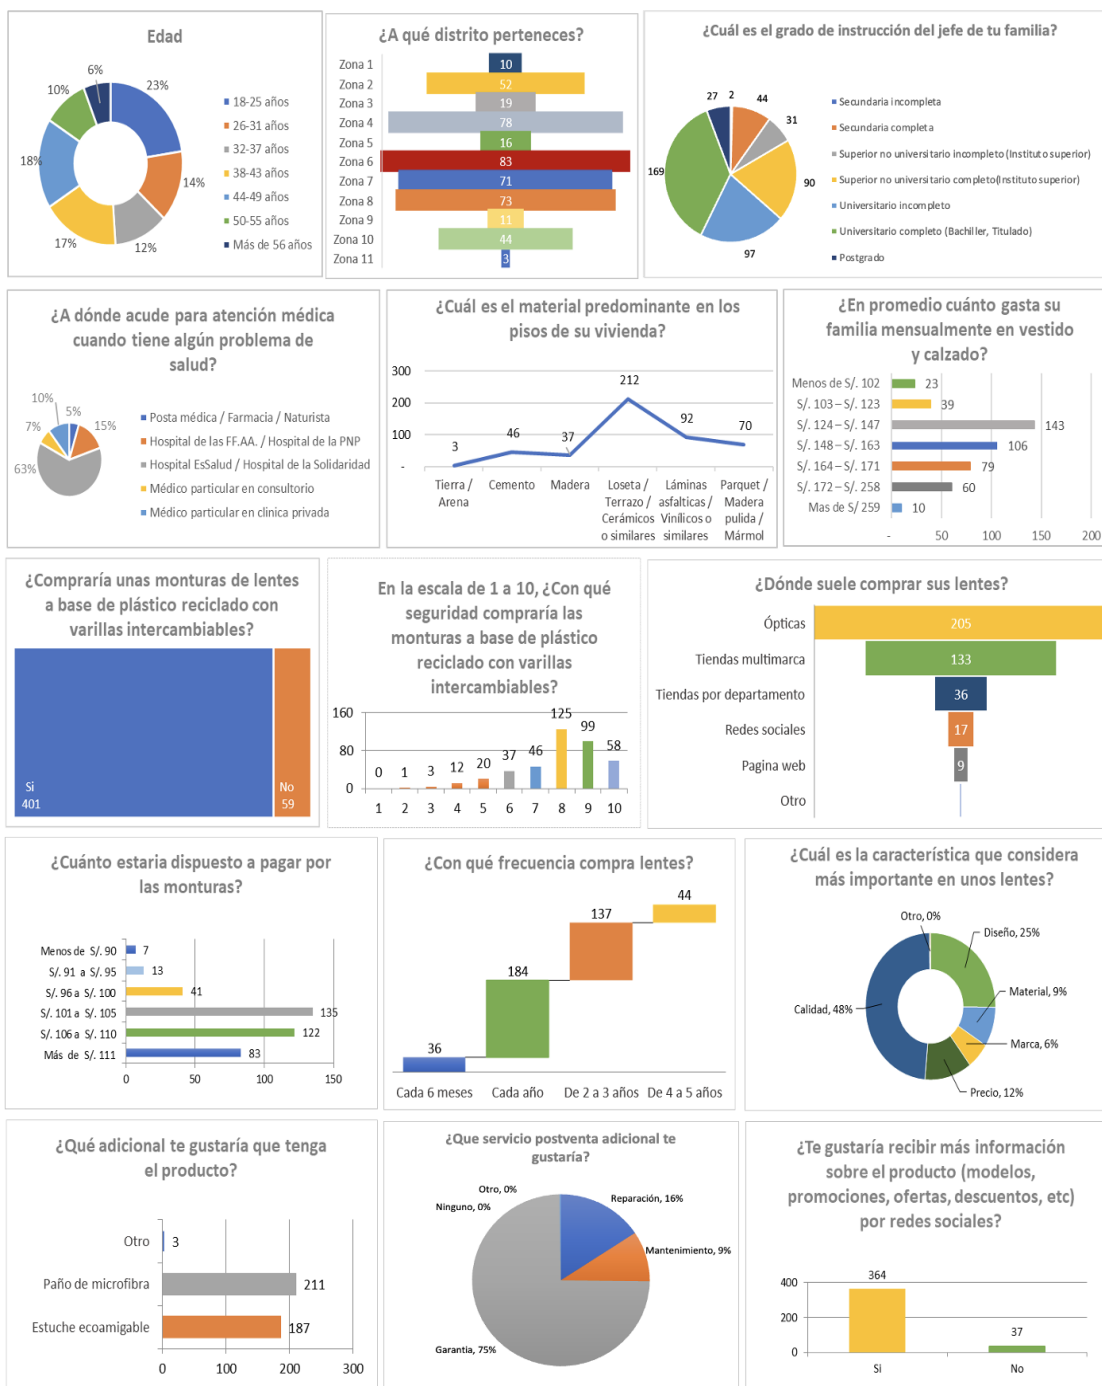 Edad
23%
14%
12%
17%
18%
10%
6%
18-25 años
26-31 años
32-37 años
38-43 años
44-49 años
50-55 años
Más de 56 años
¿A qué distrito perteneces?
Zona 1 10
Zona 2 52
Zona 3 19
Zona 4 78
Zona 5 16
Zona 6 83
Zona 7 71
Zona 8 73
Zona 9 11
Zona 10 44
Zona 11 3
¿Cuál es el grado de instrucción del jefe de tu familia?
2
44
31
90
97
169
27
Secundaria incompleta
Secundaria completa
Superior no universitario incompleto (Instituto superior)
Superior no universitario completo(Instituto superior)
Universitario incompleto
Universitario completo (Bachiller, Titulado)
Postgrado
¿A dónde acude para atención médica
cuando tiene algún problema de
salud?
5%
15%
63%
7%
10%
Posta médica / Farmacia / Naturista
Hospital de las FF.AA. / Hospital de la PNP
Hospital EsSalud / Hospital de la Solidaridad
Médico particular en consultorio
Médico particular en clinica privada
¿Cuál es el material predominante en los
pisos de su vivienda?
300
200
100
-
3
46
37
212
92
70
Tierra /
Arena
Cemento
Madera
Loseta /
Terrazo /
Cerámicos
o similares
Láminas
asfalticas /
Vinílicos o
similares
Parquet /
Madera
pulida /
Mármol
¿En promedio cuánto gasta su
familia mensualmente en vestido
y calzado?
Menos de S/. 102 23
S/. 103 – S/. 123 39
S/. 124 – S/. 147 143
S/. 148 – S/. 163 106
S/. 164 – S/. 171 79
S/. 172 – S/. 258 60
Mas de S/ 259 10
- 50 100 150 200
¿Compraría unas monturas de lentes
a base de plástico reciclado con
varillas intercambiables?
Si
401
No
59
En la escala de 1 a 10, ¿Con qué
seguridad compraría las
monturas a base de plástico
reciclado con varillas
intercambiables?
160
80
0
0 1 3 12 20 37 46 125 99 58
1 2 3 4 5 6 7 8 9 10
¿Dónde suele comprar sus lentes?
Ópticas 205
Tiendas multimarca 133
Tiendas por departamento 36
Redes sociales 17
Pagina web 9
Otro
¿Cuánto estaria dispuesto a pagar por
las monturas?
Menos de S/. 90 7
S/. 91 a S/. 95 13
S/. 96 a S/. 100 41
S/. 101 a S/. 105 135
S/. 106 a S/. 110 122
Más de S/. 111 83
0 50 100 150
¿Con qué frecuencia compra lentes?
36
184
137
44
Cada 6 meses Cada año De 2 a 3 años De 4 a 5 años
¿Cuál es la característica que considera
más importante en unos lentes?
Otro, 0%
Diseño, 25%
Material, 9%
Marca, 6%
Precio, 12%
Calidad, 48%
¿Qué adicional te gustaría que tenga
el producto?
Otro 3
Paño de microfibra 211
Estuche ecoamigable 187
0 100 200 300
¿Que servicio postventa adicional te
gustaría?
Otro, 0%
Ninguno, 0%
Reparación, 16%
Mantenimiento, 9%
Garantia, 75%
¿Te gustaría recibir más información
sobre el producto (modelos,
promociones, ofertas, descuentos, etc)
por redes sociales?
400
200
0
364
37
Si No